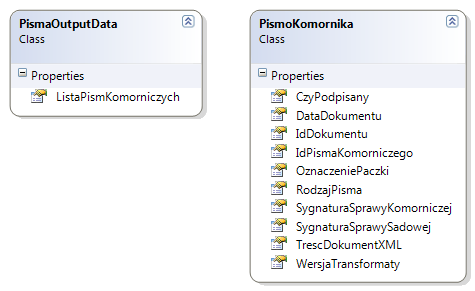 PismaOutputData
Class
Properties
ListaPismKomorniczych
PismoKomornika
Class
Properties
CzyPodpisany
DataDokumentu
IdDokumentu
IdPismaKomorniczego
OznaczeniePaczki
RodzajPisma
SygnaturaSprawyKomorniczej
SygnaturaSprawySadowej
TrescDokumentXML
WersjaTransformaty